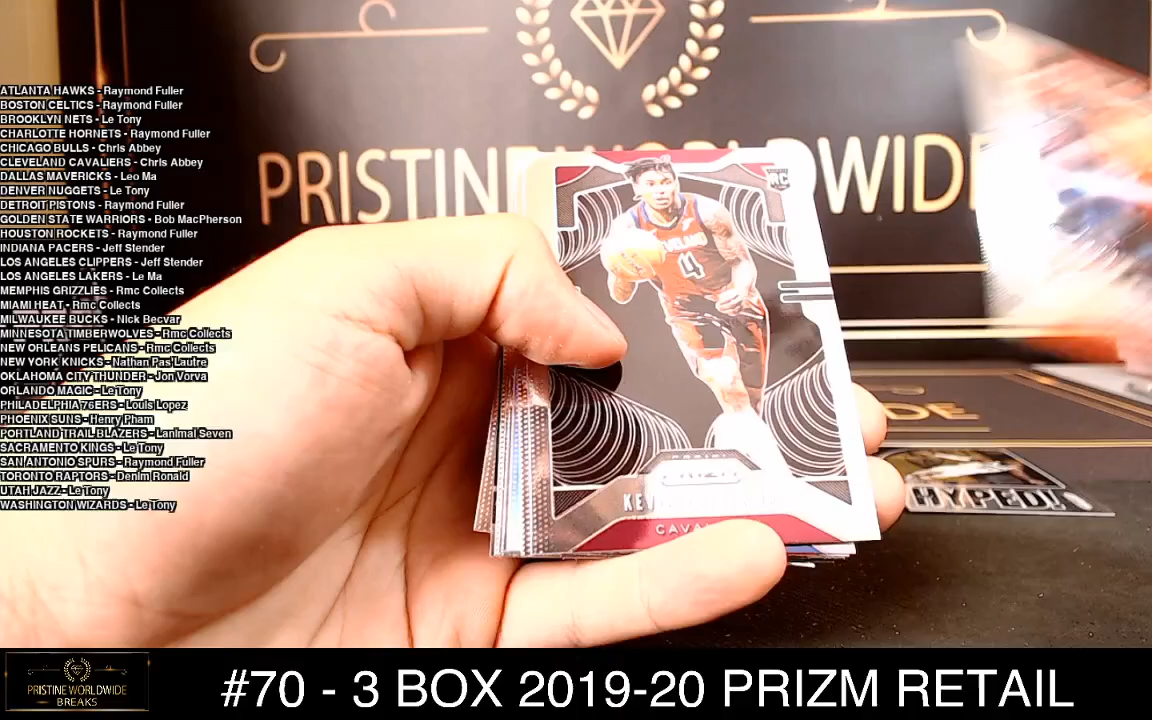 ATLANTA HAWKS - Raymond Fuller
BOSTON CELTICS - Raymond Fuller
BROOKLYN NETS - Le Tony
CHARLOTTE HORNETS - Raymond Fuller
CHICAGO BULLS - Chris Abbey
CLEVELAND CAVALIERS - Chris Abbey
DALLAS MAVERICKS - Leo Ma
DENVER NUGGETS - Le Tony
DETROIT PISTONS - Raymond Fuller
GOLDEN STATE WARRIORS - Bob MacPherson
HOUSTON ROCKETS - Raymond Fuller
INDIANA PACERS - Jeff Stender
LOS ANGELES CLIPPERS - Jeff Stender
LOS ANGELES LAKERS - Le Ma
MEMPHIS GRIZZLIES - Rmc Collects
MIAMI HEAT - Rmc Collects
MILWAUKEE BUCKS - Nick Becvar
MINNESOTA TIMBERWOLVES - Rmc Collects
NEW ORLEANS PELICANS - Rmc Collects
NEW YORK KNICKS - Nathan Pas'Lautre
OKLAHOMA CITY THUNDER - Jon Vorva
ORLANDO MAGIC - Le Tony
PHILADELPHIA 76ERS - Louis Lopez
PHOENIX SUNS - Henry Pham
PORTLAND TRAIL BLAZERS - Lanimal Seven
SACRAMENTO KINGS - Le Tony
SAN ANTONIO SPURS - Raymond Fuller
TORONTO RAPTORS - Denim Ronald
UTAH JAZZ - Le Tony
WASHINGTON WIZARDS - Le Tony
PRISTINE WORLDWIDE
RC
4
PRIZM
HYPED!
PRISTINE WORLDWIDE
BREAKS
#70 - 3 BOX 2019-20 PRIZM RETAIL